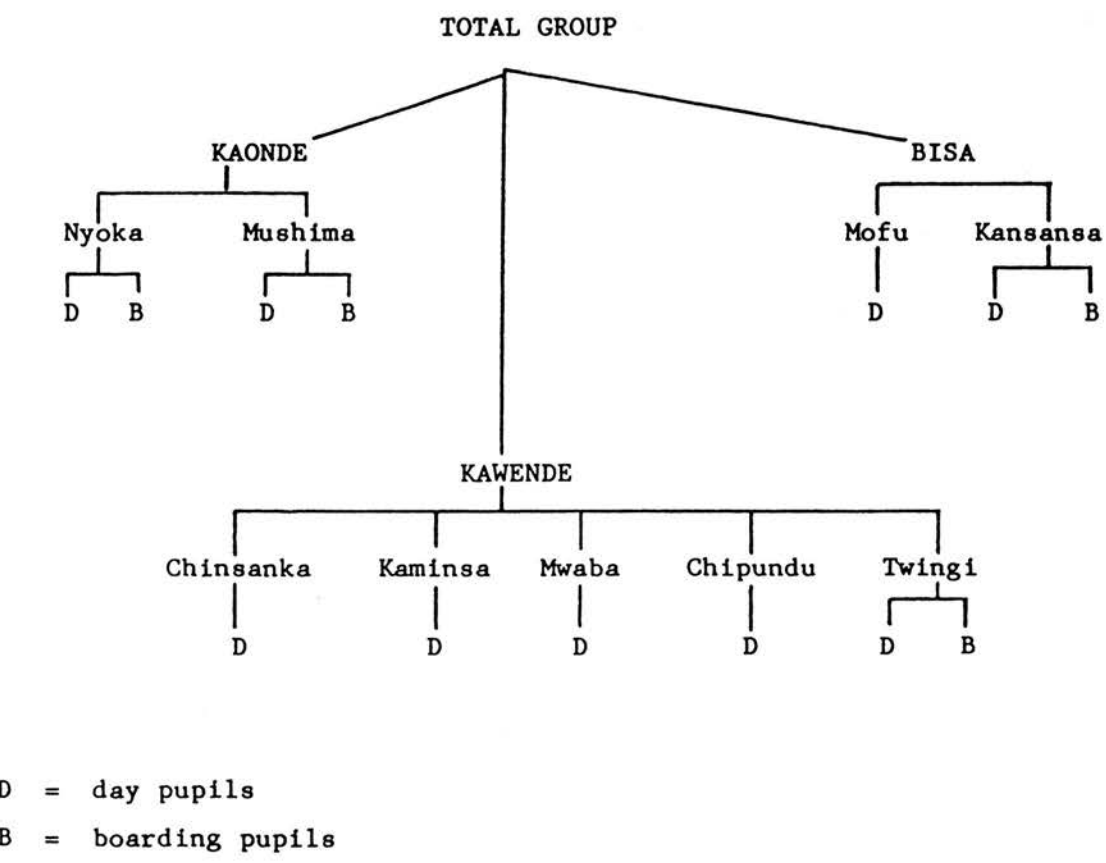 TOTAL GROUP
KAONDE
BISA
Nyoka Mushima
Mofu Kansansa
D B D B
D D B
KAWENDE
Chinsanka Kaminsa Mwaba Chipundu Twingi
D D D D D B
D = day pupils
B = boarding pupils